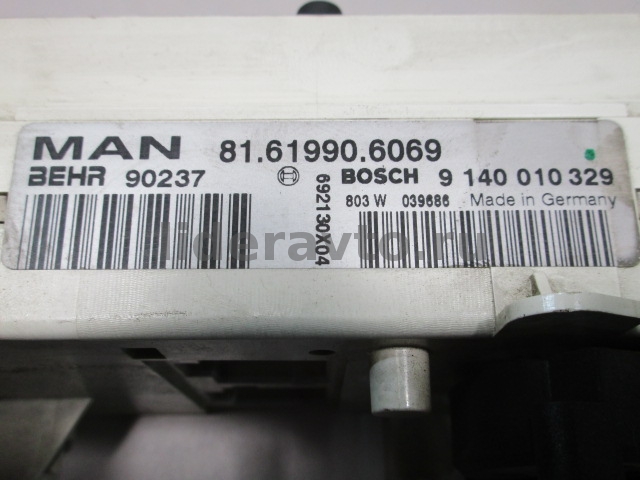 MAN 81.61990.6069
BEHR 90237 BOSCH 9 140 010 329
692130X04
803 W 039686 Made in Germany
lideravto.ru